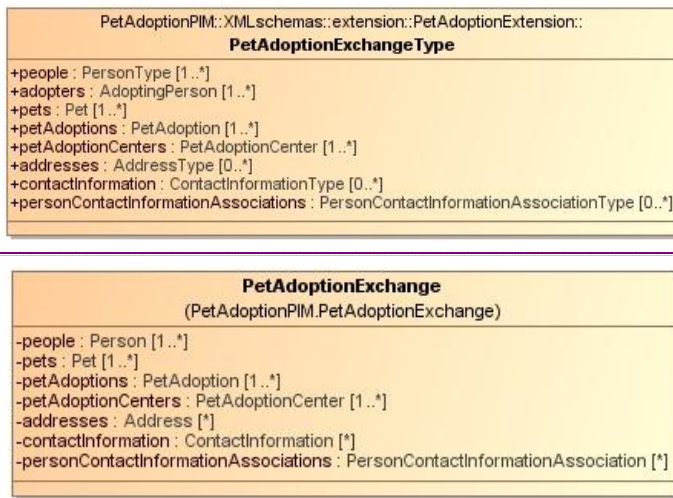 PetAdoptionPIM::XMLschemas::extension::PetAdoptionExtension::
PetAdoptionExchangeType
+people : PersonType [1..*]
+adopters : AdoptingPerson [1..*]
+pets : Pet [1..*]
+petAdoptions : PetAdoption [1..*]
+petAdoptionCenters : PetAdoptionCenter [1..*]
+addresses : AddressType [0..*]
+contactInformation : ContactInformationType [0..*]
+personContactInformationAssociations : PersonContactInformationAssociationType [0..*]
PetAdoptionExchange
(PetAdoptionPIM.PetAdoptionExchange)
-people : Person [1..*]
-pets : Pet [1..*]
-petAdoptions : PetAdoption [1..*]
-petAdoptionCenters : PetAdoptionCenter [1..*]
-addresses : Address [*]
-contactInformation : ContactInformation [*]
-personContactInformationAssociations : PersonContactInformationAssociation [*]